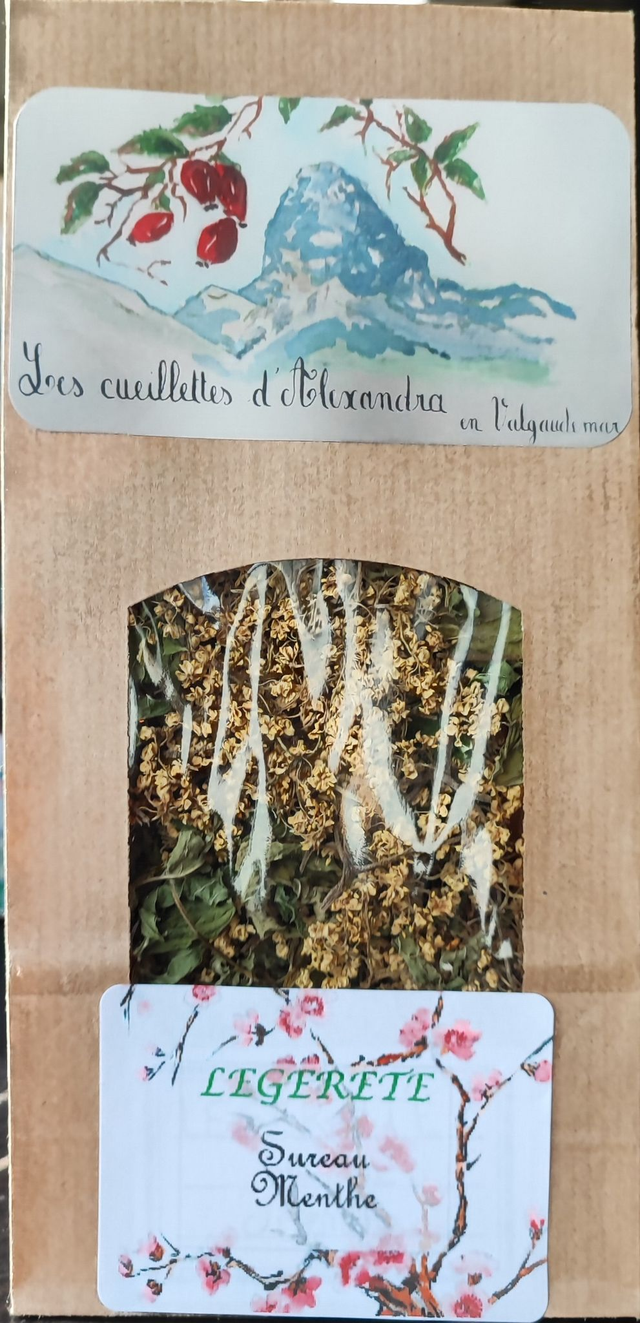 Les cueillettes d'Alexandra
en Valgaudemar
LEGERETE
Sureau
Menthe